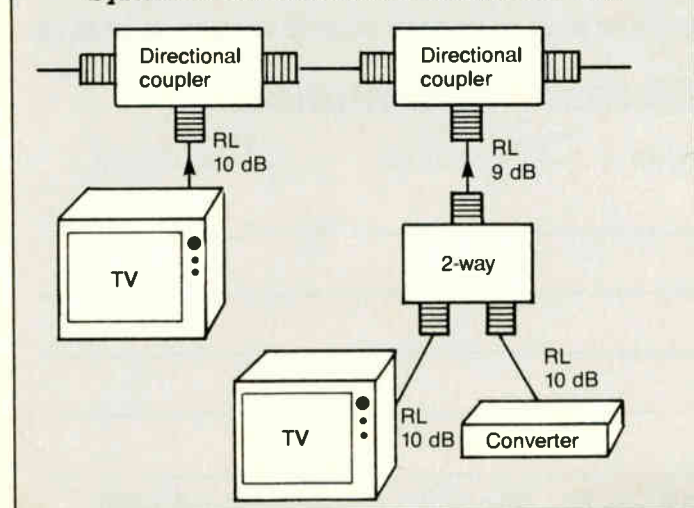 Directional
coupler
Directional
coupler
RL
10 dB
RL
9 dB
TV
2-way
RL
10 dB
TV
RL
10 dB
Converter